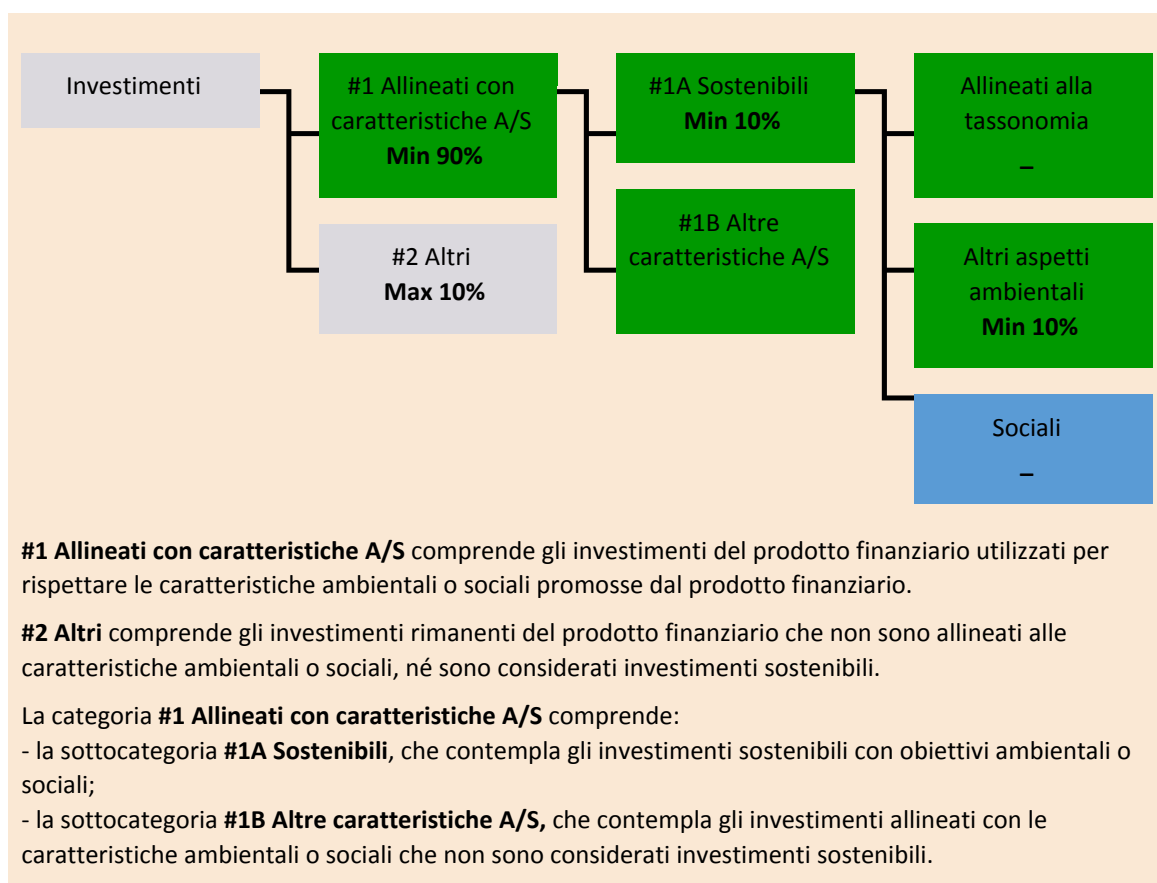 Investimenti
#1 Allineati con
caratteristiche A/S
Min 90%
#2 Altri
Max 10%
#1A Sostenibili
Min 10%
#1B Altre
caratteristiche A/S
Allineati alla
tassonomia
–
Altri aspetti
ambientali
Min 10%
Sociali
–
#1 Allineati con caratteristiche A/S comprende gli investimenti del prodotto finanziario utilizzati per
rispettare le caratteristiche ambientali o sociali promosse dal prodotto finanziario.
#2 Altri comprende gli investimenti rimanenti del prodotto finanziario che non sono allineati alle
caratteristiche ambientali o sociali, né sono considerati investimenti sostenibili.
La categoria #1 Allineati con caratteristiche A/S comprende:
- la sottocategoria #1A Sostenibili, che contempla gli investimenti sostenibili con obiettivi ambientali o
sociali;
- la sottocategoria #1B Altre caratteristiche A/S, che contempla gli investimenti allineati con le
caratteristiche ambientali o sociali che non sono considerati investimenti sostenibili.